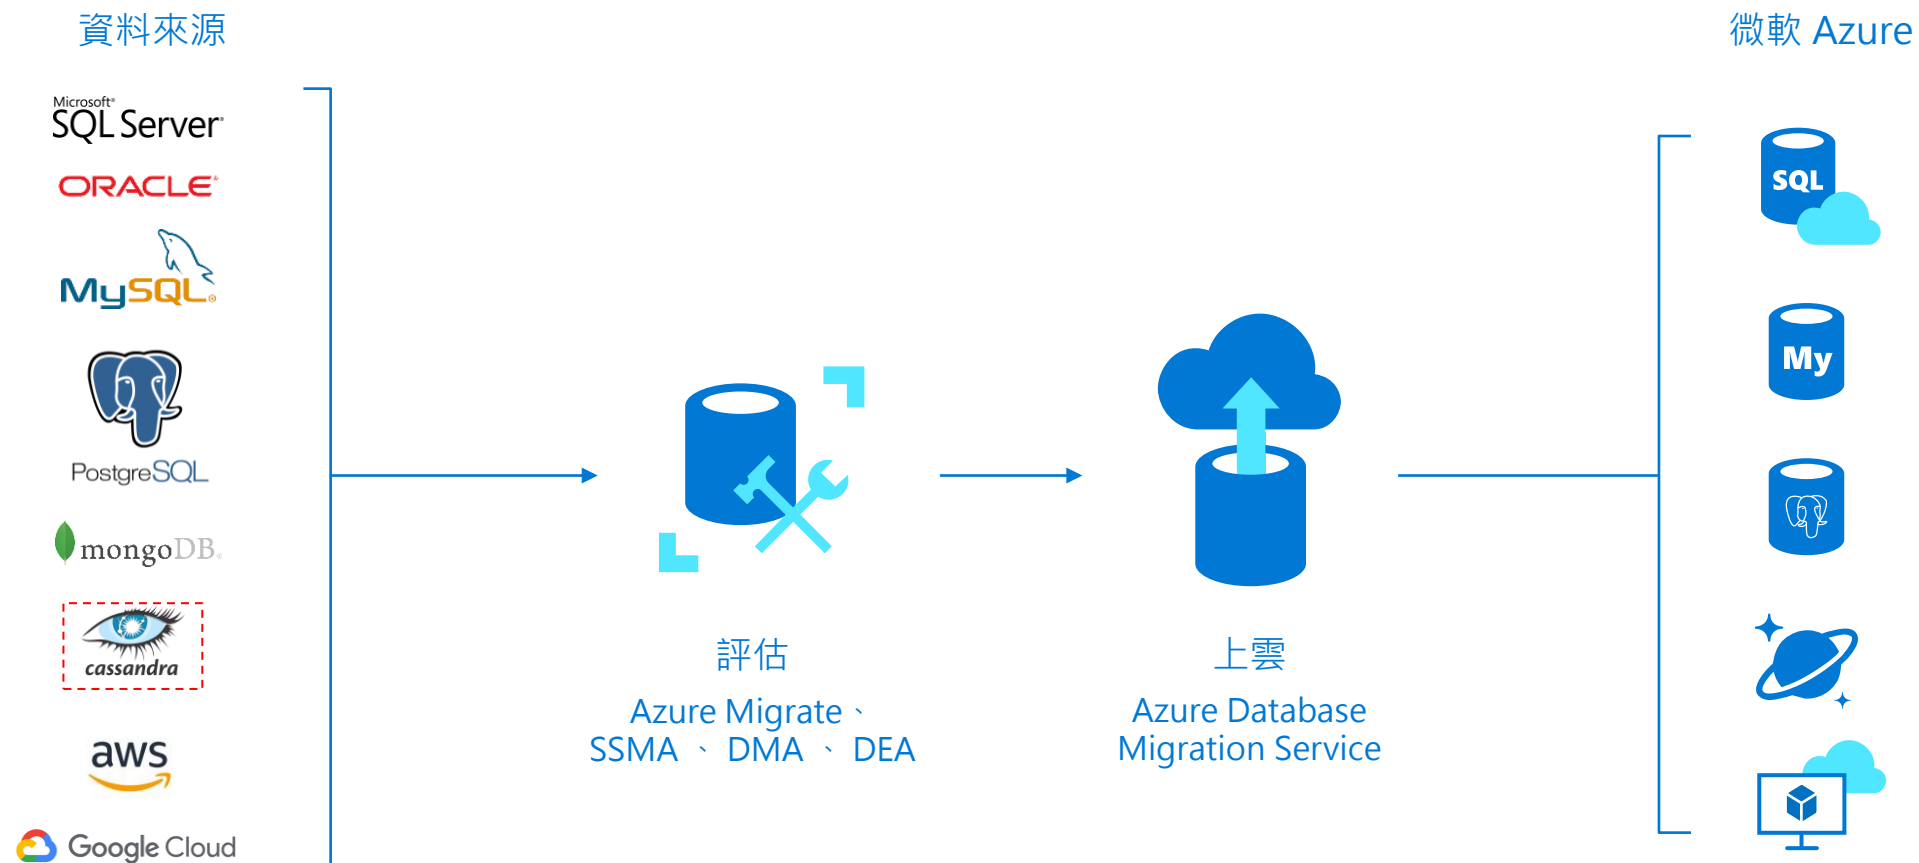 資料來源
微軟 Azure
Microsoft®
SQL Server®
ORACLE®
MySQL®
PostgreSQL
mongoDB®
cassandra
aws
Google Cloud
評估
Azure Migrate、
SSMA 、 DMA 、 DEA
上雲
Azure Database
Migration Service
SQL
My